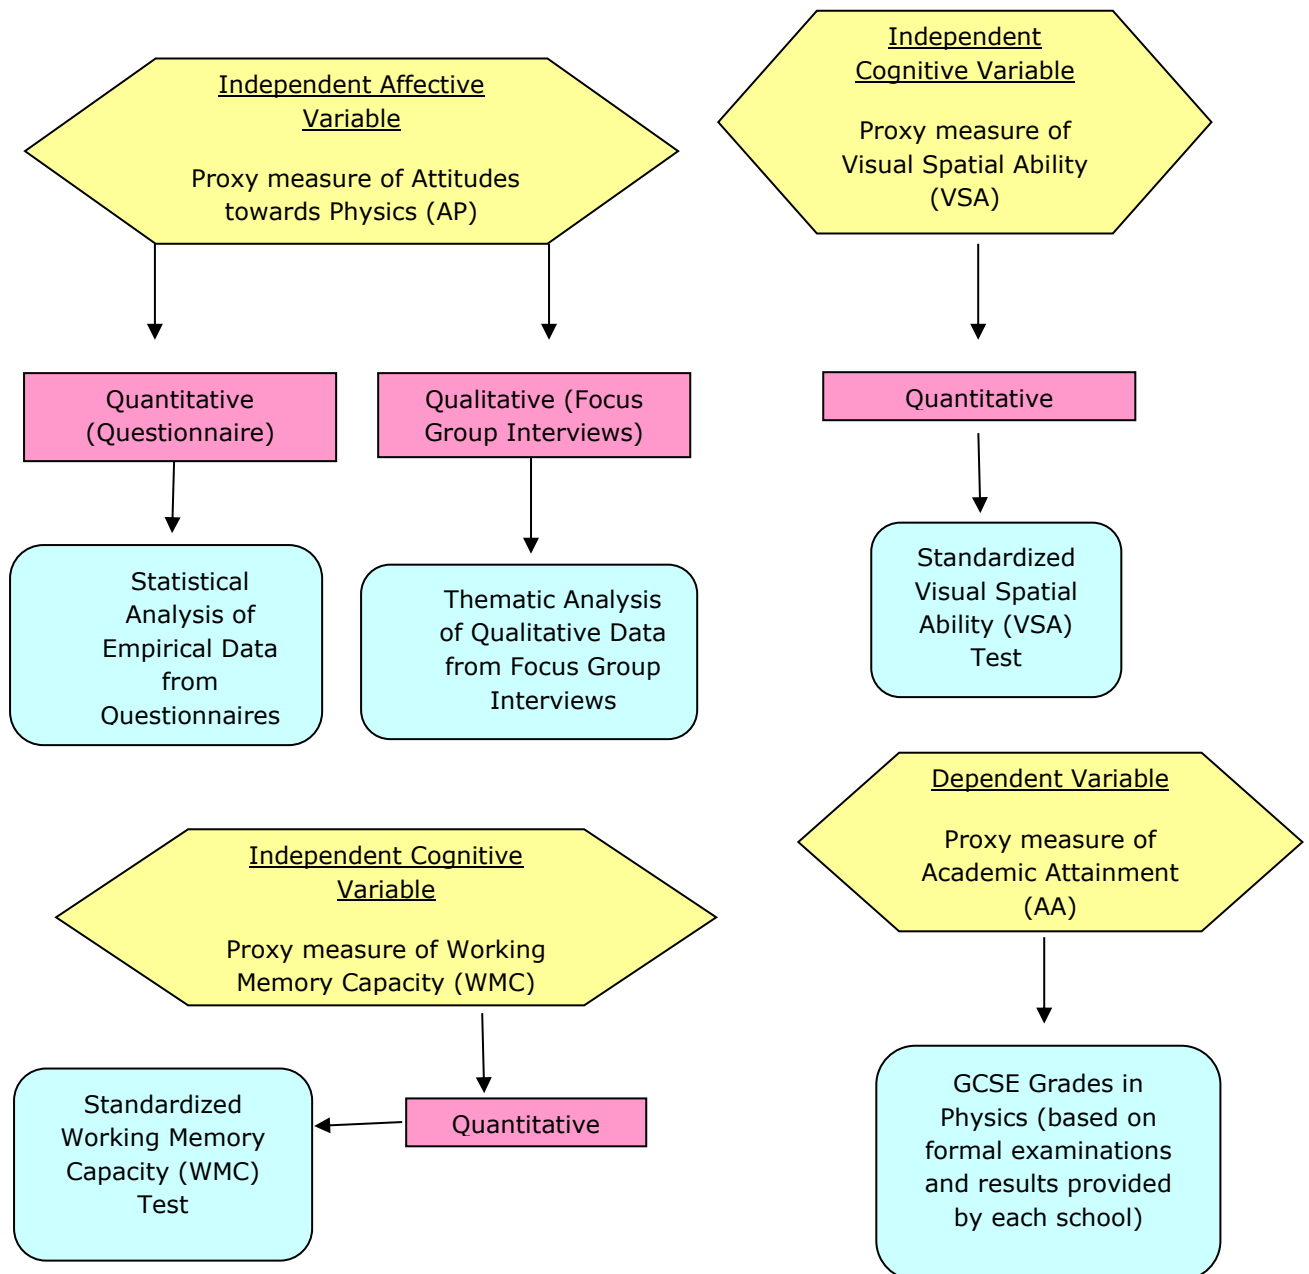 Independent Affective
Variable
Proxy measure of Attitudes
towards Physics (AP)
Independent
Cognitive Variable
Proxy measure of
Visual Spatial Ability
(VSA)
Quantitative
(Questionnaire)
Qualitative (Focus
Group Interviews)
Quantitative
Statistical
Analysis of
Empirical Data
from
Questionnaires
Thematic Analysis
of Qualitative Data
from Focus Group
Interviews
Standardized
Visual Spatial
Ability (VSA)
Test
Independent Cognitive
Variable
Proxy measure of Working
Memory Capacity (WMC)
Dependent Variable
Proxy measure of
Academic Attainment
(AA)
Quantitative
Standardized
Working Memory
Capacity (WMC)
Test
GCSE Grades in
Physics (based on
formal examinations
and results provided
by each school)